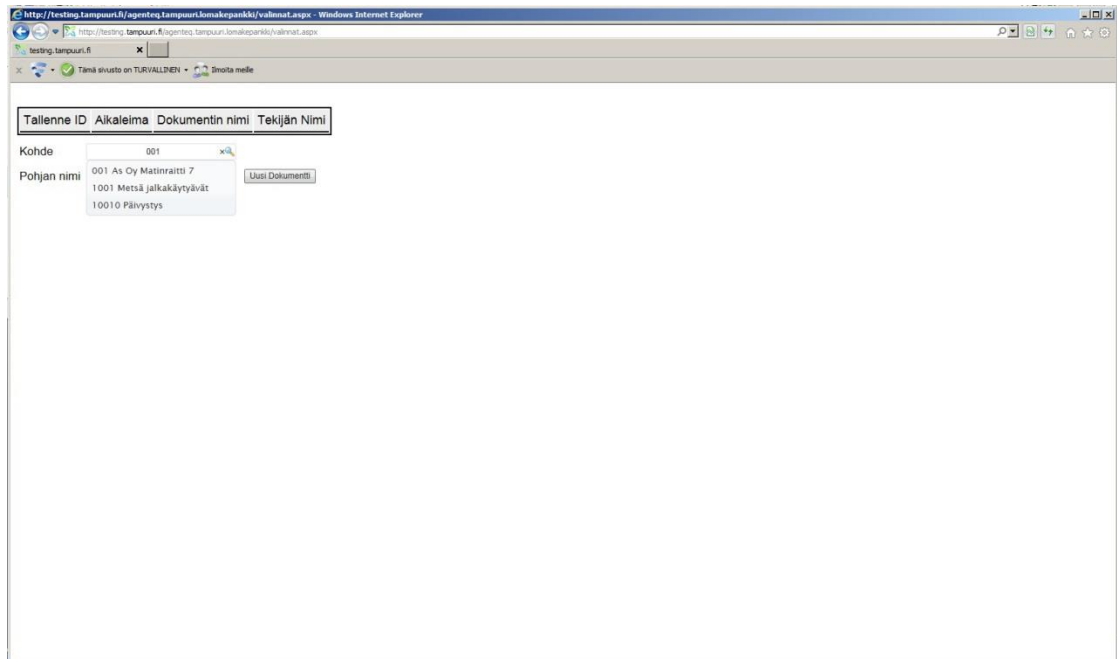 http://testing.tampuuri.fi/agenteq.tampuuri.lomakepankki/valinnat.aspx - Windows Internet Explorer
http://testing.tampuuri.fi/agenteq.tampuuri.lomakepankki/valinnat.aspx
testing.tampuuri.fi
Tämä sivusto on TURVALLINEN Ilmoita meille
Tallenne ID Aikaleima Dokumentin nimi Tekijän Nimi
Kohde 001
001 As Oy Matinraitti 7
Pohjan nimi Uusi Dokumentti
1001 Metsä jalkakäytyävät
10010 Päivystys